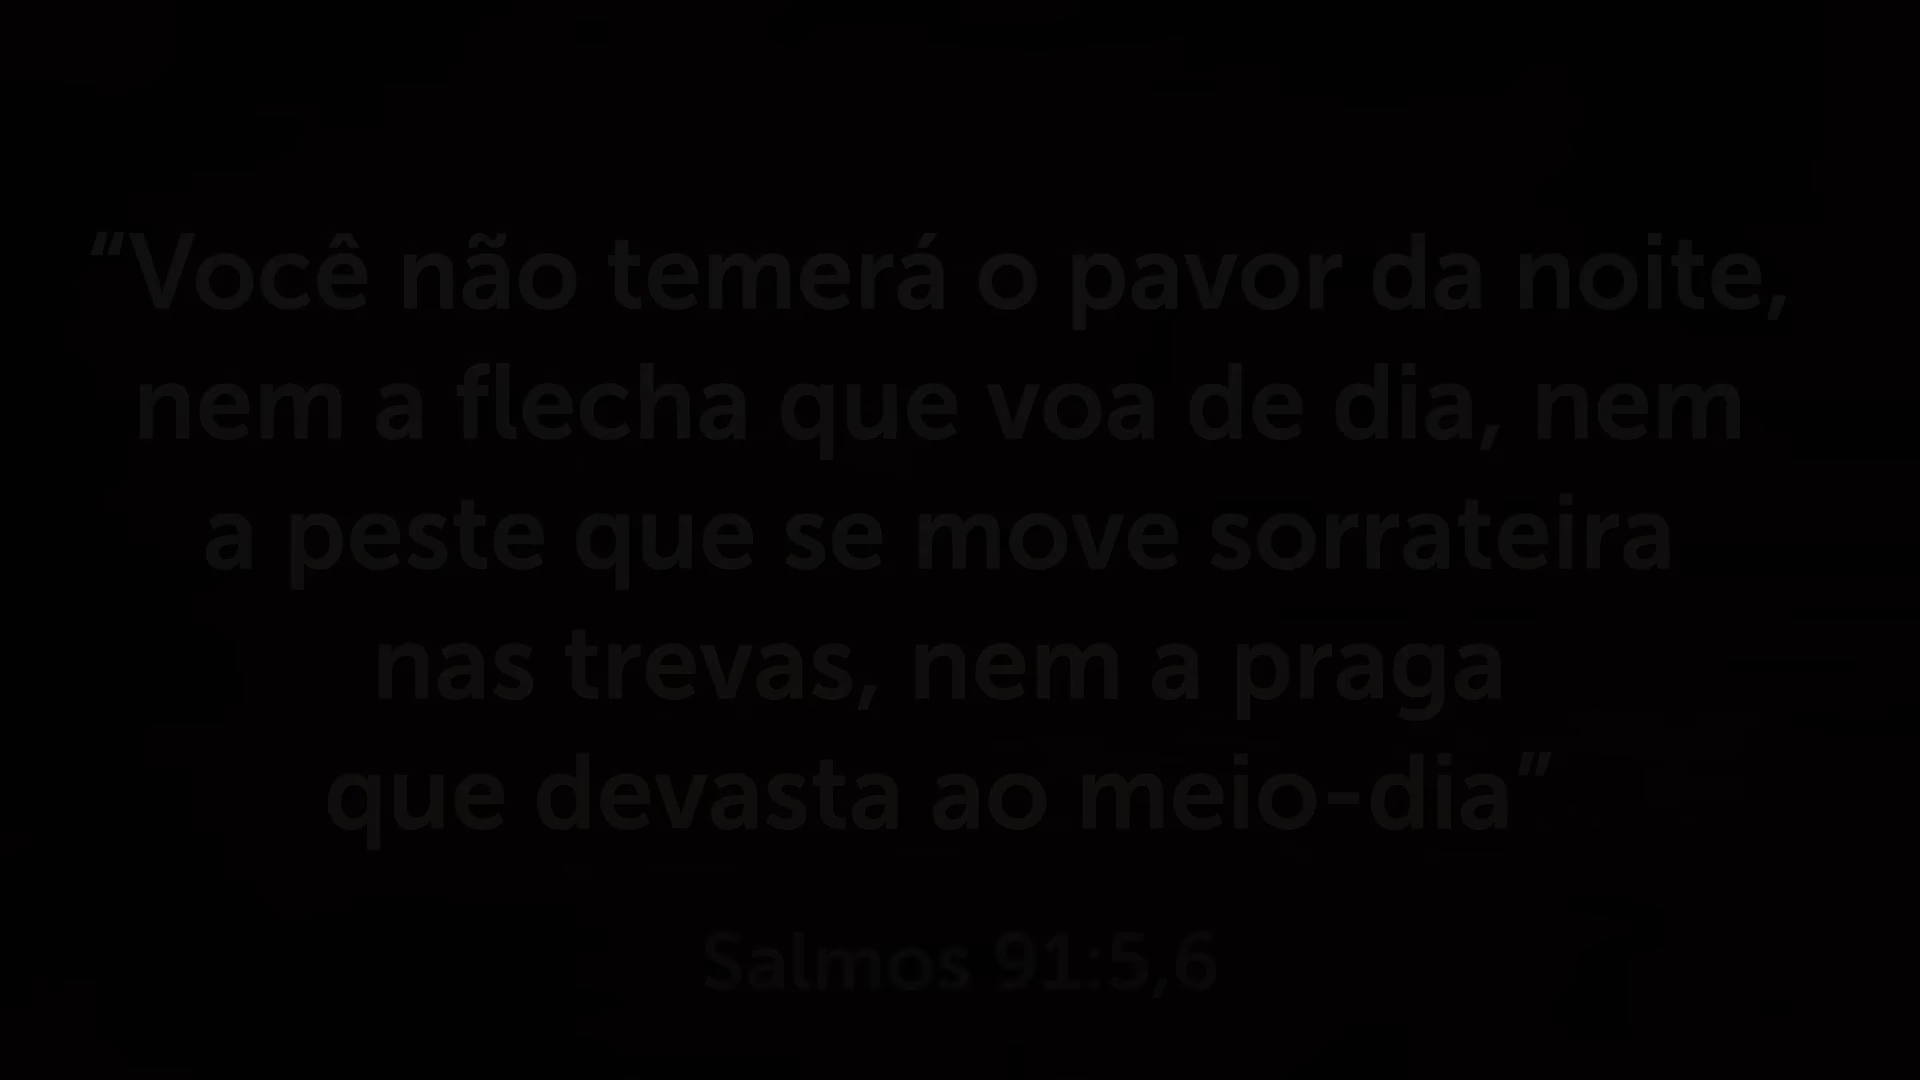 “Você não temerá o pavor da noite,
nem a flecha que voa de dia, nem
a peste que se move sorrateira
nas trevas, nem a praga
que devasta ao meio-dia”
Salmos 91:5,6